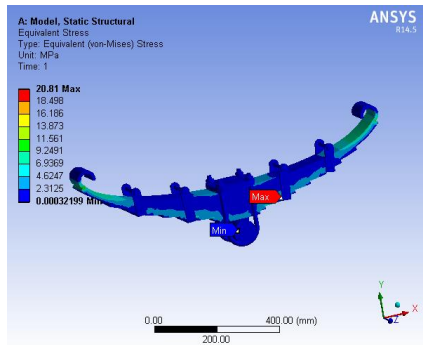 A: Model, Static Structural
Equivalent Stress
Type: Equivalent (von-Mises) Stress
Unit: MPa
Time: 1
ANSYS
R14.5
20.81 Max
18.498
16.186
13.873
11.561
9.2491
6.9369
4.6247
2.3125
0.00032199 Min
Max
Min
0.00 400.00 (mm)
200.00
Y
X
Z